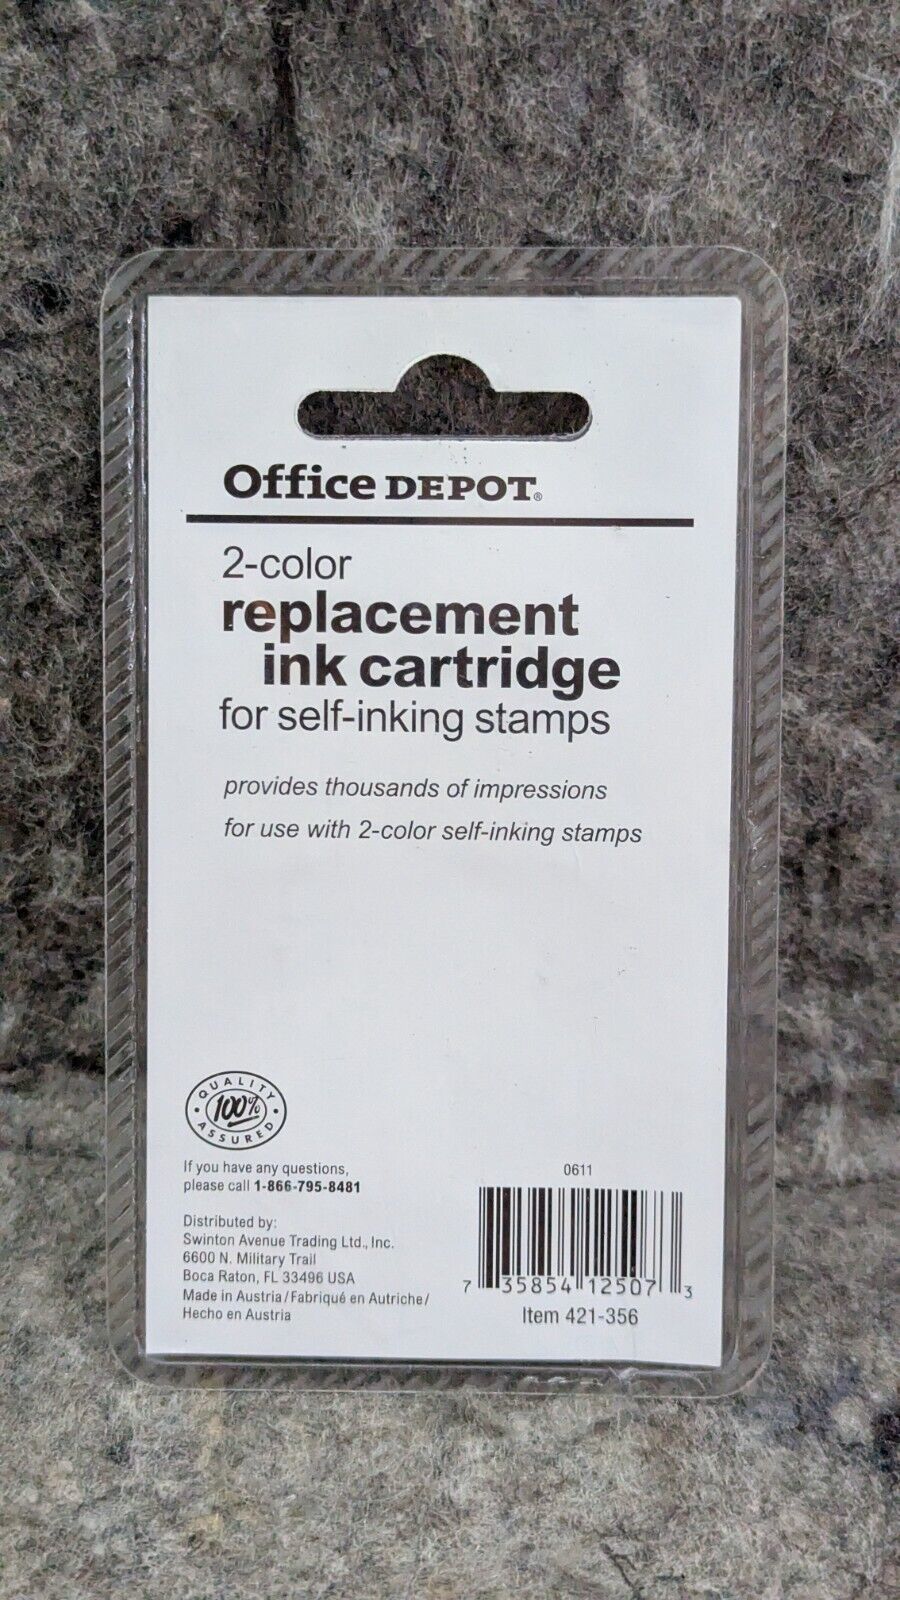 Office DEPOT®
2-color
replacement
ink cartridge
for self-inking stamps
provides thousands of impressions
for use with 2-color self-inking stamps
QUALITY
100%
ASSURED
If you have any questions,
please call 1-866-795-8481
Distributed by:
Swinton Avenue Trading Ltd., Inc.
6600 N. Military Trail
Boca Raton, FL 33496 USA
Made in Austria/Fabriqué en Autriche/
Hecho en Austria
0611
7 35854 12507 3
Item 421-356